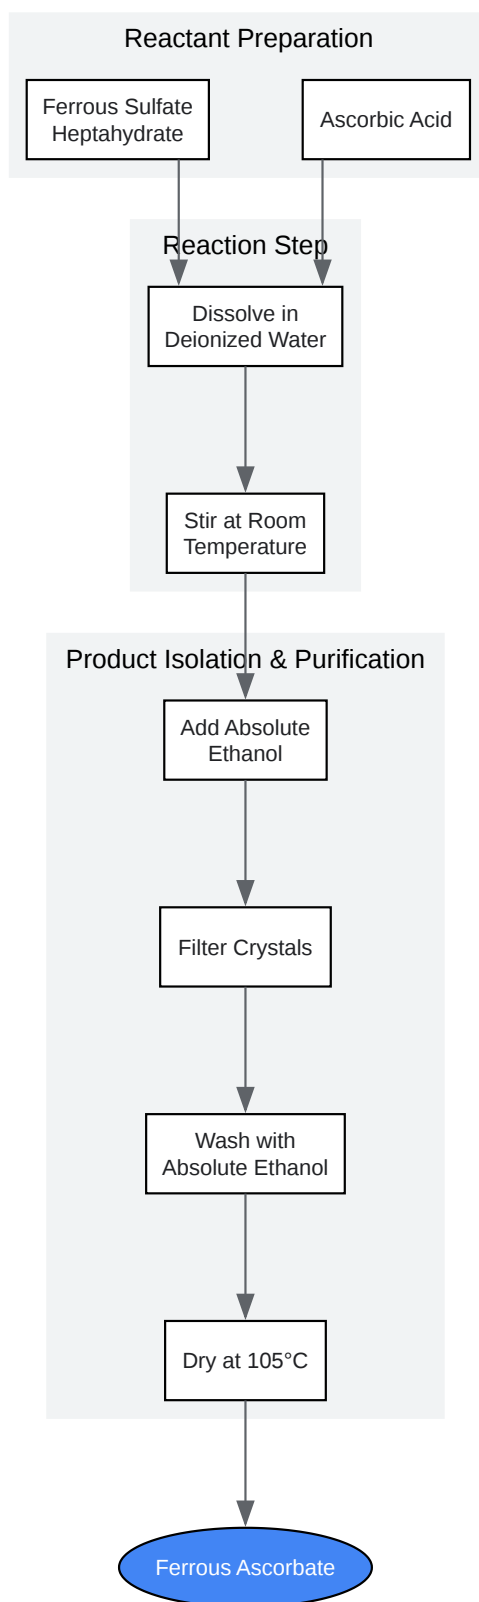 Reactant Preparation
Ferrous Sulfate
Heptahydrate
Ascorbic Acid
Reaction Step
Dissolve in
Deionized Water
Stir at Room
Temperature
Product Isolation & Purification
Add Absolute
Ethanol
Filter Crystals
Wash with
Absolute Ethanol
Dry at 105°C
Ferrous Ascorbate